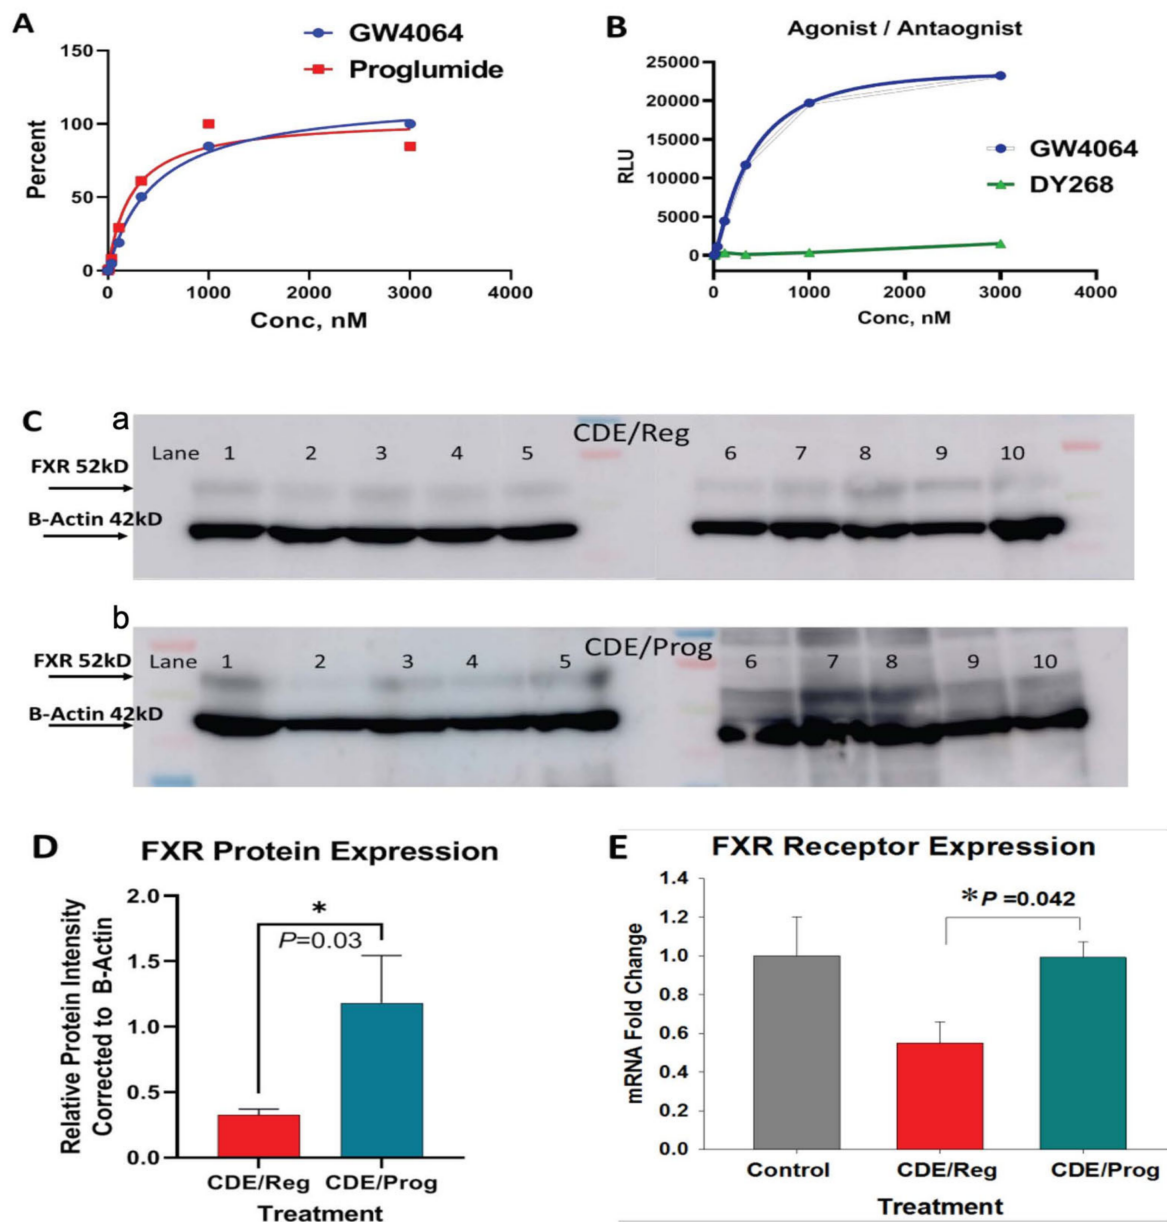 A
GW4064
Proglumide
150
100
50
0
Percent
0 1000 2000 3000 4000
Conc, nM
B
Agonist / Antaognist
25000
20000
15000
10000
5000
0
RLU
GW4064
DY268
0 1000 2000 3000 4000
Conc, nM
C
a
CDE/Reg
Lane 1 2 3 4 5 6 7 8 9 10
FXR 52kD
B-Actin 42kD
b
CDE/Prog
FXR 52kD
Lane 1 2 3 4 5 6 7 8 9 10
B-Actin 42kD
D
FXR Protein Expression
Relative Protein Intensity
Corrected to B-Actin
2.0
1.5
1.0
0.5
0.0
*
P=0.03
CDE/Reg CDE/Prog
Treatment
E
FXR Receptor Expression
mRNA Fold Change
1.4
1.2
1.0
0.8
0.6
0.4
0.2
0.0
*P =0.042
Control CDE/Reg CDE/Prog
Treatment